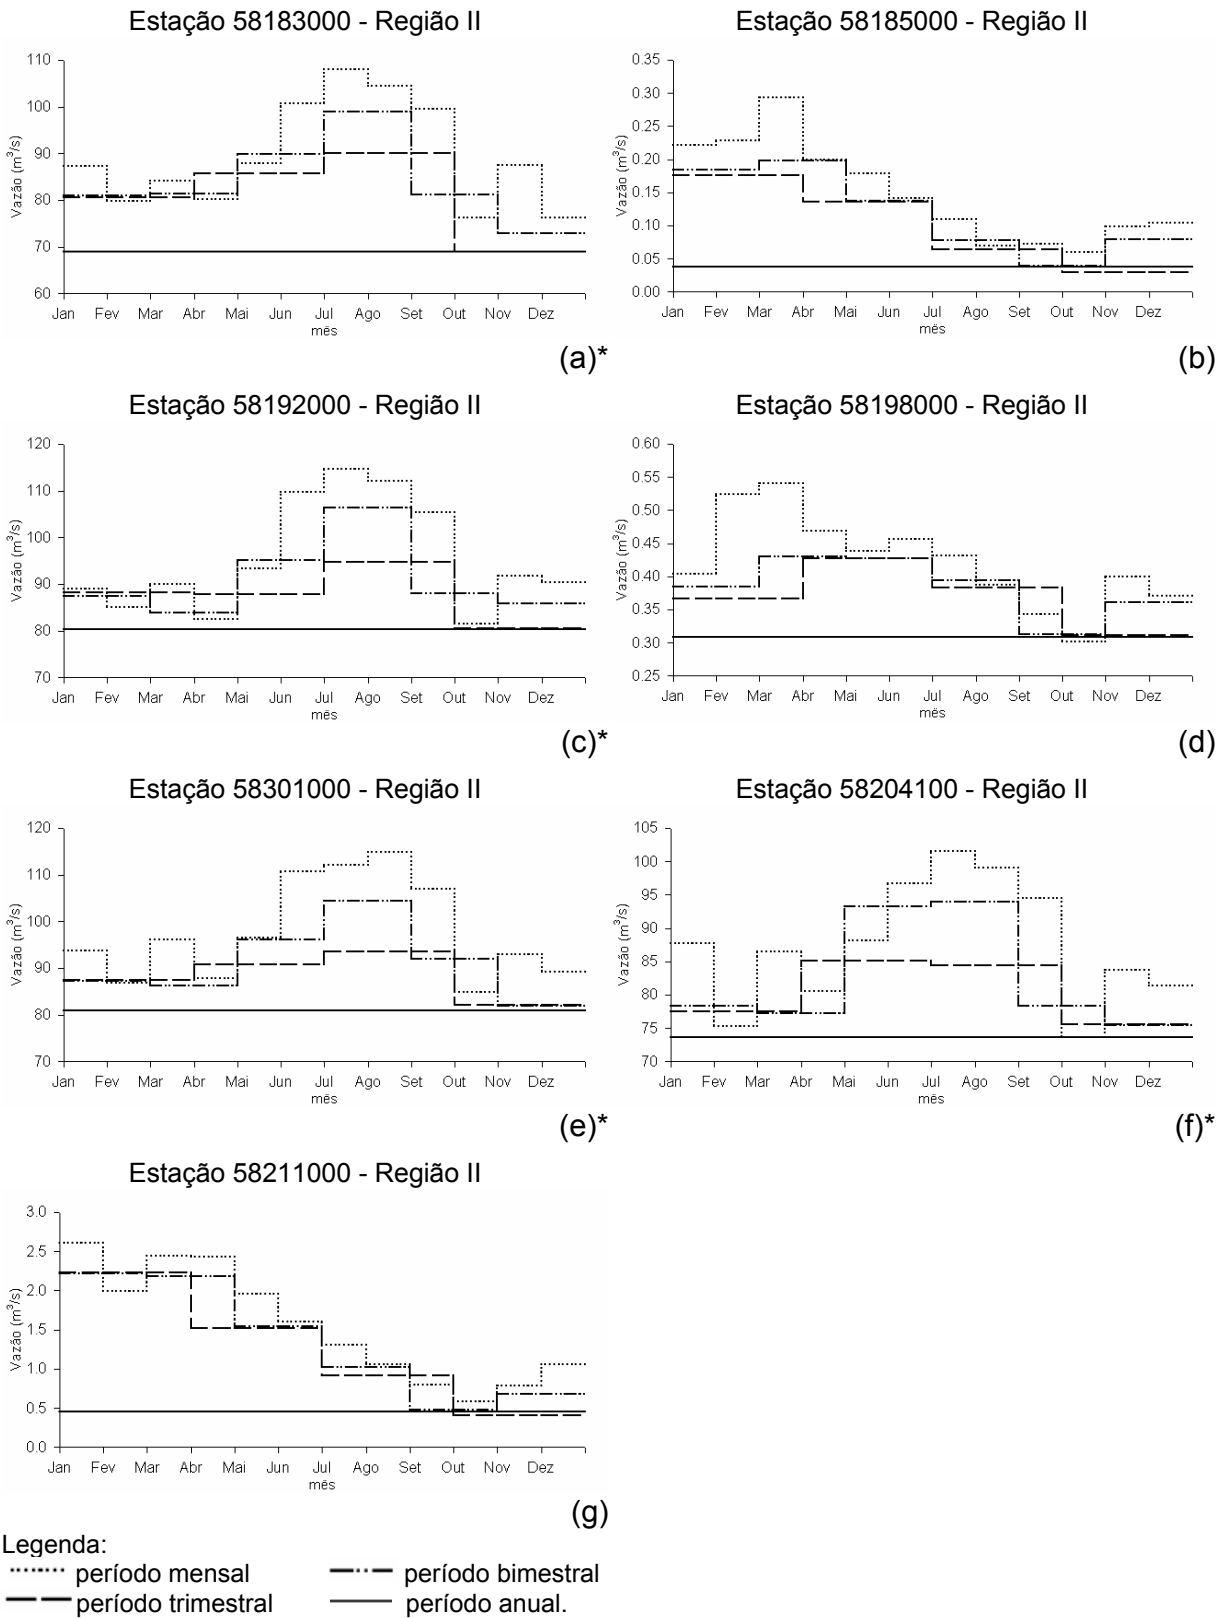 Estação 58183000 - Região II
110
100
90
80
70
60
Vazão (m³/s)
Jan Fev Mar Abr Mai Jun Jul Ago Set Out Nov Dez
mês
(a)*
Estação 58185000 - Região II
0.35
0.30
0.25
0.20
0.15
0.10
0.05
0.00
Vazão (m³/s)
Jan Fev Mar Abr Mai Jun Jul Ago Set Out Nov Dez
mês
(b)
Estação 58192000 - Região II
120
110
100
90
80
70
Vazão (m³/s)
Jan Fev Mar Abr Mai Jun Jul Ago Set Out Nov Dez
mês
(c)*
Estação 58198000 - Região II
0.60
0.55
0.50
0.45
0.40
0.35
0.30
0.25
Vazão (m³/s)
Jan Fev Mar Abr Mai Jun Jul Ago Set Out Nov Dez
mês
(d)
Estação 58301000 - Região II
120
110
100
90
80
70
Vazão (m³/s)
Jan Fev Mar Abr Mai Jun Jul Ago Set Out Nov Dez
mês
(e)*
Estação 58204100 - Região II
105
100
95
90
85
80
75
70
Vazão (m³/s)
Jan Fev Mar Abr Mai Jun Jul Ago Set Out Nov Dez
mês
(f)*
Estação 58211000 - Região II
3.0
2.5
2.0
1.5
1.0
0.5
0.0
Vazão (m³/s)
Jan Fev Mar Abr Mai Jun Jul Ago Set Out Nov Dez
mês
(g)
Legenda:
período mensal período bimestral
período trimestral período anual.